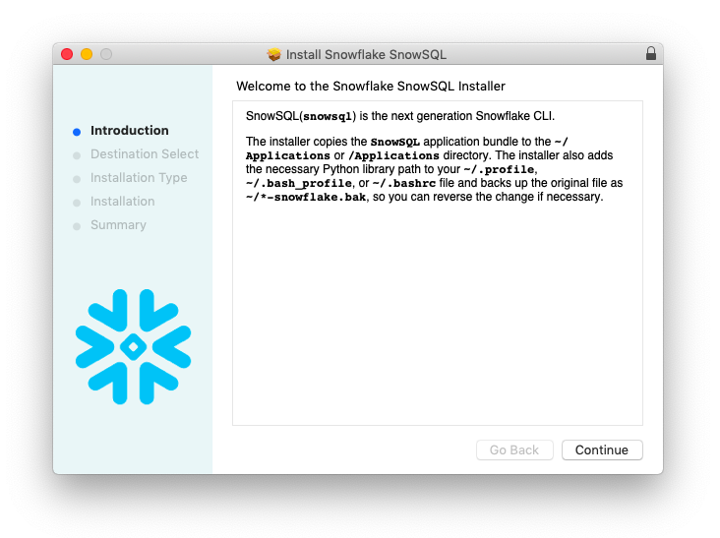 Install Snowflake SnowSQL
Welcome to the Snowflake SnowSQL Installer
Introduction
Destination Select
Installation Type
Installation
Summary
SnowSQL(snowsql) is the next generation Snowflake CLI.
The installer copies the SnowSQL application bundle to the ~/
Applications or /Applications directory. The installer also adds
the necessary Python library path to your ~/.profile,
~/.bash_profile, or ~/.bashrc file and backs up the original file as
~/*-snowflake.bak, so you can reverse the change if necessary.
Go Back
Continue